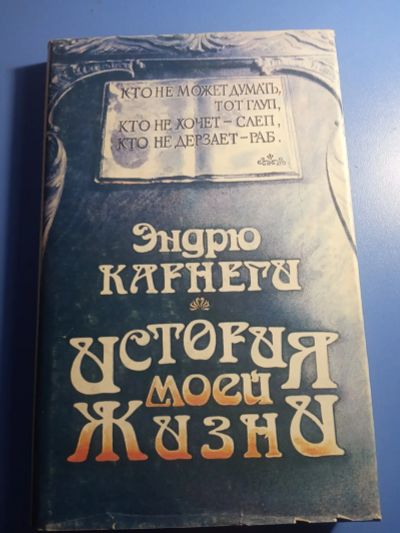 КТО НЕ МОЖЕТ ДУМАТЬ,
ТОТ ГЛУП,
КТО НЕ ХОЧЕТ – СЛЕП,
КТО НЕ ДЕРЗАЕТ – РАБ.
ЭНДРЮ
КАРНЕГИ
ИСТОРИЯ
МОЕЙ
ЖИЗНИ